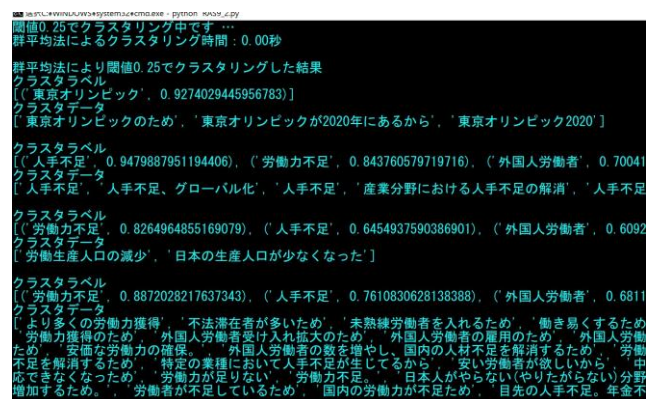 選択C:¥WINDOWS¥system32¥cmd.exe - python RAS9_2.py
閾値0.25でクラスタリング中です …
群平均法によるクラスタリング時間：0.00秒
群平均法により閾値0.25でクラスタリングした結果
クラスタラベル
[('東京オリンピック', 0.9274029445956783)]
クラスタデータ
['東京オリンピックのため', '東京オリンピックが2020年にあるから', '東京オリンピック2020']
クラスタラベル
[('人手不足', 0.9479887951194406), ('労働力不足', 0.843760579719716), ('外国人労働者', 0.70041
クラスタデータ
['人手不足', '人手不足、グローバル化', '人手不足', '産業分野における人手不足の解消', '人手不足
クラスタラベル
[('労働力不足', 0.8264964855169079), ('人手不足', 0.6454937590386901), ('外国人労働者', 0.6092
クラスタデータ
['労働生産人口の減少', '日本の生産人口が少なくなった']
クラスタラベル
[('労働力不足', 0.8872028217637343), ('人手不足', 0.7610830628138388), ('外国人労働者', 0.6811
クラスタデータ
['より多くの労働力獲得', '不法滞在者が多いため', '未熟練労働者を入れるため', '働き易くするため
'労働力獲得のため', '外国人労働者受け入れ拡大のため', '外国人労働者の雇用のため', '外国人労働
ため', '安価な労働力の確保。', '外国人労働者の数を増やし、国内の人材不足を解消するため', '労働
不足を解消するため', '特定の業種において人手不足が生じてるから', '安い労働者が欲しいから', '中
応できなくなったため', '労働力が足りない', '労働力不足。', '日本人がやらない(やりたがらない)分野
増加するため。', '労働者が不足しているため', '国内の労働力が不足ため', '目先の人手不足。年金不